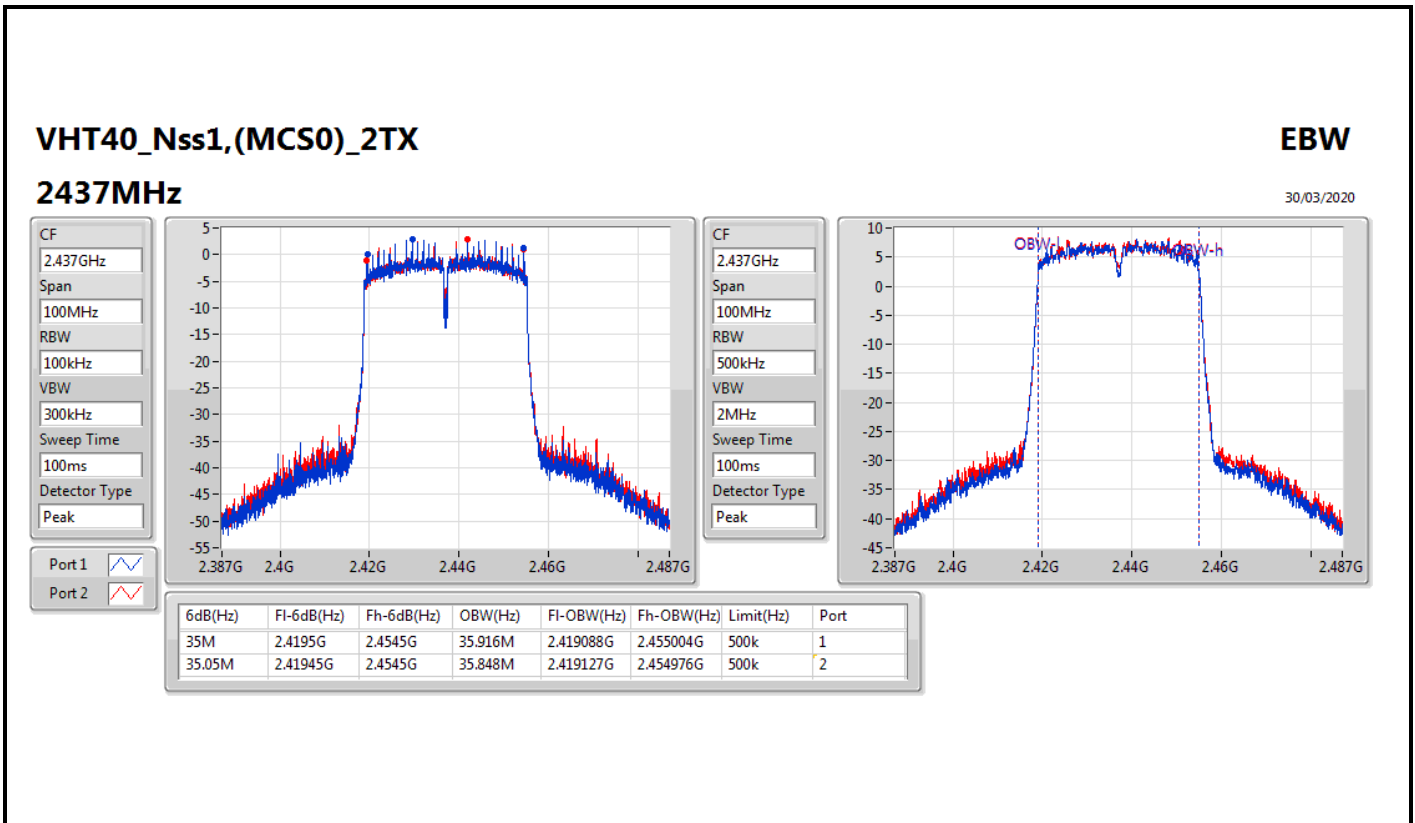 VHT40_Nss1,(MCS0)_2TX
EBW
2437MHz
30/03/2020
CF
2.437GHz
Span
100MHz
RBW
100kHz
VBW
300kHz
Sweep Time
100ms
Detector Type
Peak
Port 1
Port 2
5
0
-5
-10
-15
-20
-25
-30
-35
-40
-45
-50
-55
2.387G 2.4G 2.42G 2.44G 2.46G 2.487G
CF
2.437GHz
Span
100MHz
RBW
500kHz
VBW
2MHz
Sweep Time
100ms
Detector Type
Peak
10
5
0
-5
-10
-15
-20
-25
-30
-35
-40
-45
OBW-l
OBW-h
2.387G 2.4G 2.42G 2.44G 2.46G 2.487G
6dB(Hz) Fl-6dB(Hz) Fh-6dB(Hz) OBW(Hz) Fl-OBW(Hz) Fh-OBW(Hz) Limit(Hz) Port
35M 2.4195G 2.4545G 35.916M 2.419088G 2.455004G 500k 1
35.05M 2.41945G 2.4545G 35.848M 2.419127G 2.454976G 500k 2